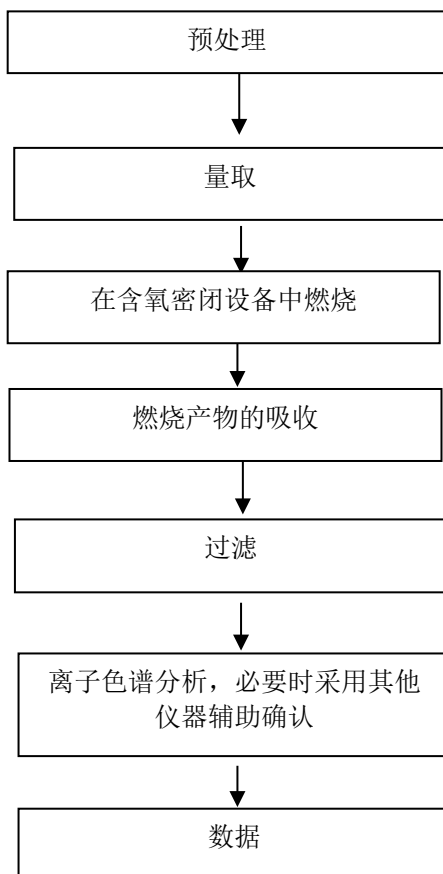 预处理
量取
在含氧密闭设备中燃烧
燃烧产物的吸收
过滤
离子色谱分析，必要时采用其他
仪器辅助确认
数据